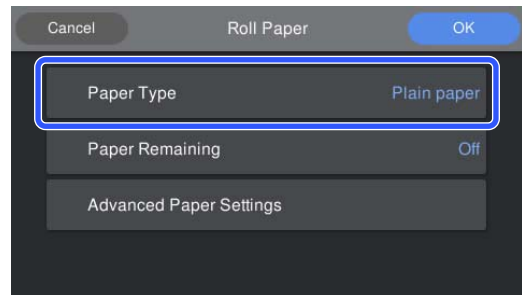 Cancel Roll Paper OK
Paper Type Plain paper
Paper Remaining Off
Advanced Paper Settings